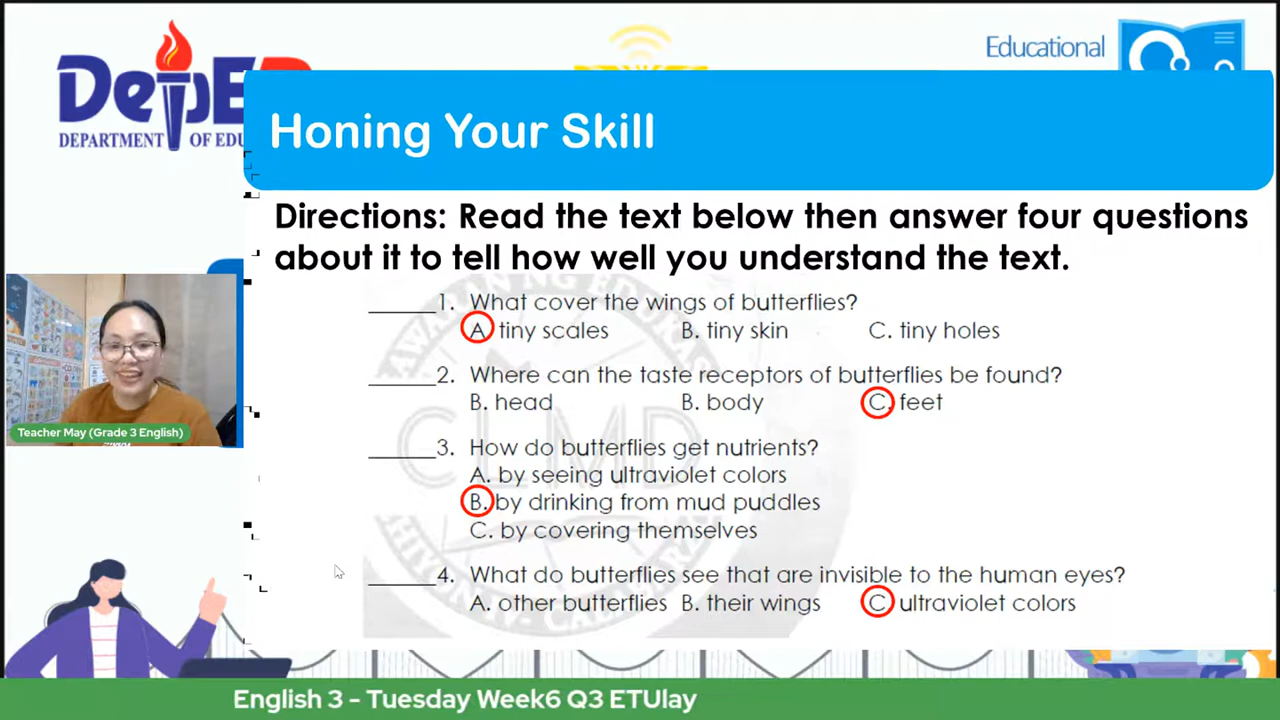 DepED
DEPARTMENT OF EDU
Educational
Honing Your Skill
Directions: Read the text below then answer four questions
about it to tell how well you understand the text.
______1. What cover the wings of butterflies?
A. tiny scales B. tiny skin C. tiny holes
______2. Where can the taste receptors of butterflies be found?
B. head B. body C. feet
______3. How do butterflies get nutrients?
A. by seeing ultraviolet colors
B. by drinking from mud puddles
C. by covering themselves
______4. What do butterflies see that are invisible to the human eyes?
A. other butterflies B. their wings C. ultraviolet colors
CLMD
Teacher May (Grade 3 English)
English 3 - Tuesday Week6 Q3 ETUlay